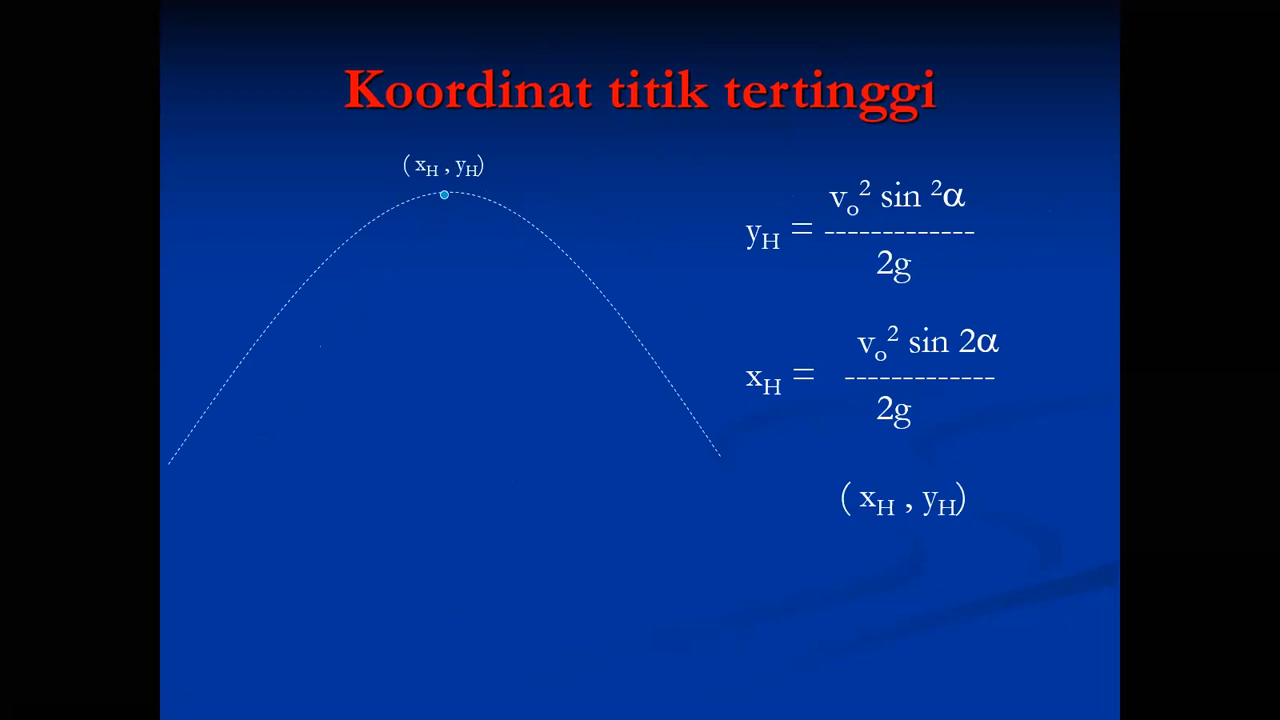 Koordinat titik tertinggi
( xH , yH)
vo² sin ²α
yH = -------------
2g
vo² sin 2α
xH = -------------
2g
( xH , yH)